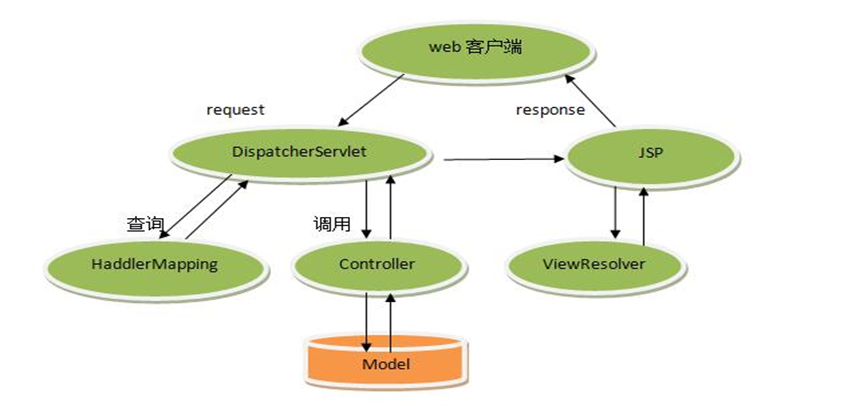 web 客户端
request
response
DispatcherServlet
JSP
查询
调用
HaddlerMapping
Controller
ViewResolver
Model